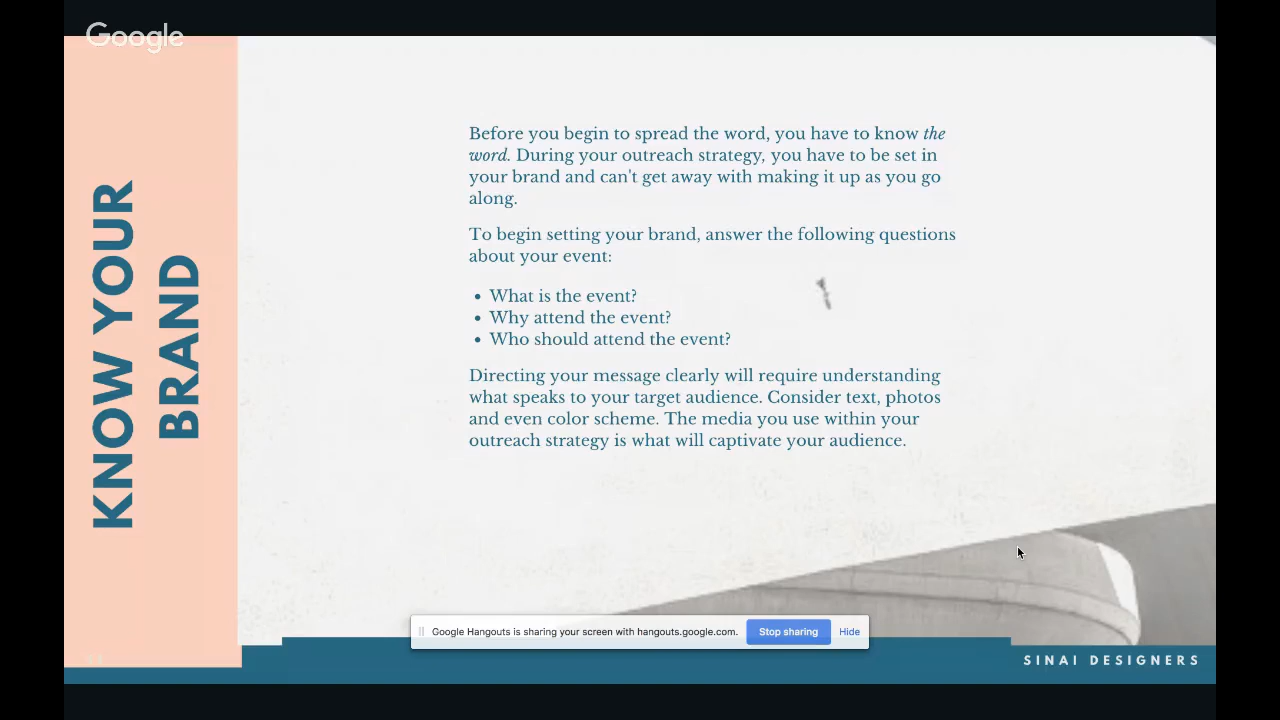 Google
KNOW YOUR
BRAND
Before you begin to spread the word, you have to know the
word. During your outreach strategy, you have to be set in
your brand and can't get away with making it up as you go
along.
To begin setting your brand, answer the following questions
about your event:
• What is the event?
• Why attend the event?
• Who should attend the event?
Directing your message clearly will require understanding
what speaks to your target audience. Consider text, photos
and even color scheme. The media you use within your
outreach strategy is what will captivate your audience.
Google Hangouts is sharing your screen with hangouts.google.com.
Stop sharing
Hide
SINAI DESIGNERS